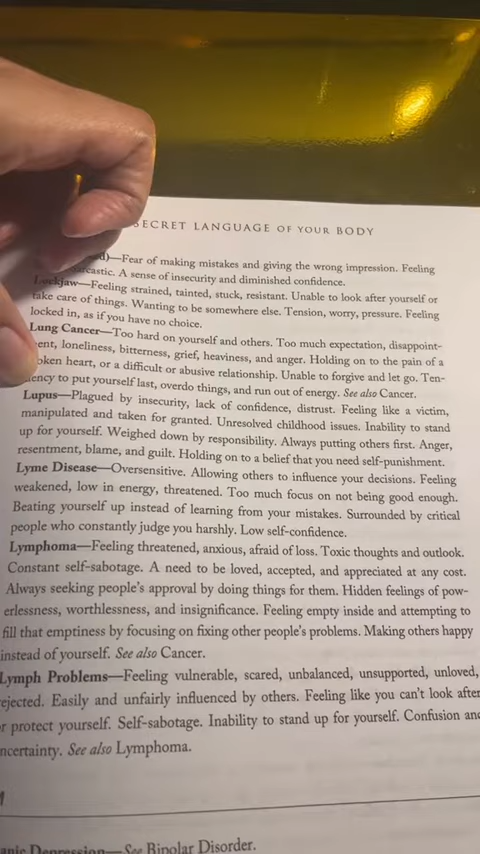 SECRET LANGUAGE OF YOUR BODY
—Fear of making mistakes and giving the wrong impression. Feeling
sarcastic. A sense of insecurity and diminished confidence.
Lockjaw—Feeling strained, tainted, stuck, resistant. Unable to look after yourself or
take care of things. Wanting to be somewhere else. Tension, worry, pressure. Feeling
locked in, as if you have no choice.
Lung Cancer—Too hard on yourself and others. Too much expectation, disappoint-
ent, loneliness, bitterness, grief, heaviness, and anger. Holding on to the pain of a
oken heart, or a difficult or abusive relationship. Unable to forgive and let go. Ten-
dency to put yourself last, overdo things, and run out of energy. See also Cancer.
Lupus—Plagued by insecurity, lack of confidence, distrust. Feeling like a victim,
manipulated and taken for granted. Unresolved childhood issues. Inability to stand
up for yourself. Weighed down by responsibility. Always putting others first. Anger,
resentment, blame, and guilt. Holding on to a belief that you need self-punishment.
Lyme Disease—Oversensitive. Allowing others to influence your decisions. Feeling
weakened, low in energy, threatened. Too much focus on not being good enough.
Beating yourself up instead of learning from your mistakes. Surrounded by critical
people who constantly judge you harshly. Low self-confidence.
Lymphoma—Feeling threatened, anxious, afraid of loss. Toxic thoughts and outlook.
Constant self-sabotage. A need to be loved, accepted, and appreciated at any cost.
Always seeking people's approval by doing things for them. Hidden feelings of pow-
erlessness, worthlessness, and insignificance. Feeling empty inside and attempting to
fill that emptiness by focusing on fixing other people's problems. Making others happy
instead of yourself. See also Cancer.
Lymph Problems—Feeling vulnerable, scared, unbalanced, unsupported, unloved,
ejected. Easily and unfairly influenced by others. Feeling like you can't look after
r protect yourself. Self-sabotage. Inability to stand up for yourself. Confusion and
ncertainty. See also Lymphoma.
anic Depression—See Bipolar Disorder.